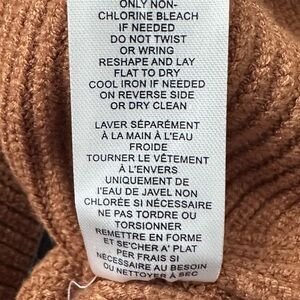 ONLY NON-
CHLORINE BLEACH
IF NEEDED
DO NOT TWIST
OR WRING
RESHAPE AND LAY
FLAT TO DRY
COOL IRON IF NEEDED
ON REVERSE SIDE
OR DRY CLEAN
LAVER SÉPARÉMENT
À LA MAIN À L'EAU
FROIDE
TOURNER LE VÊTEMENT
À L'ENVERS
UNIQUEMENT DE
l'EAU DE JAVEL NON
CHLORÉE SI NÉCESSAIRE
NE PAS TORDRE OU
TORSIONNER
REMETTRE EN FORME
ET SE'CHER A' PLAT
PER FRAIS SI
NÉCESSAIRE AU BESOIN
OU NETTOYER À SEC